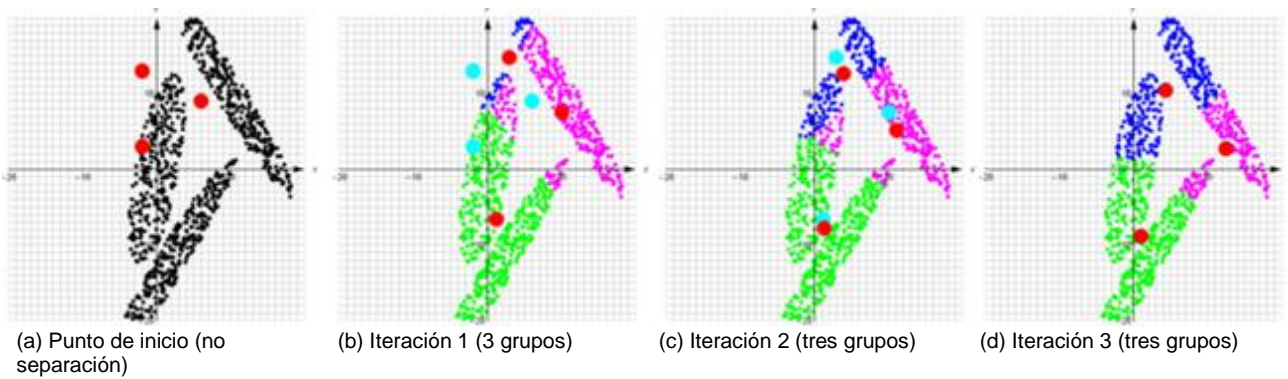 (a) Punto de inicio (no
separación)
(b) Iteración 1 (3 grupos)
(c) Iteración 2 (tres grupos)
(d) Iteración 3 (tres grupos)